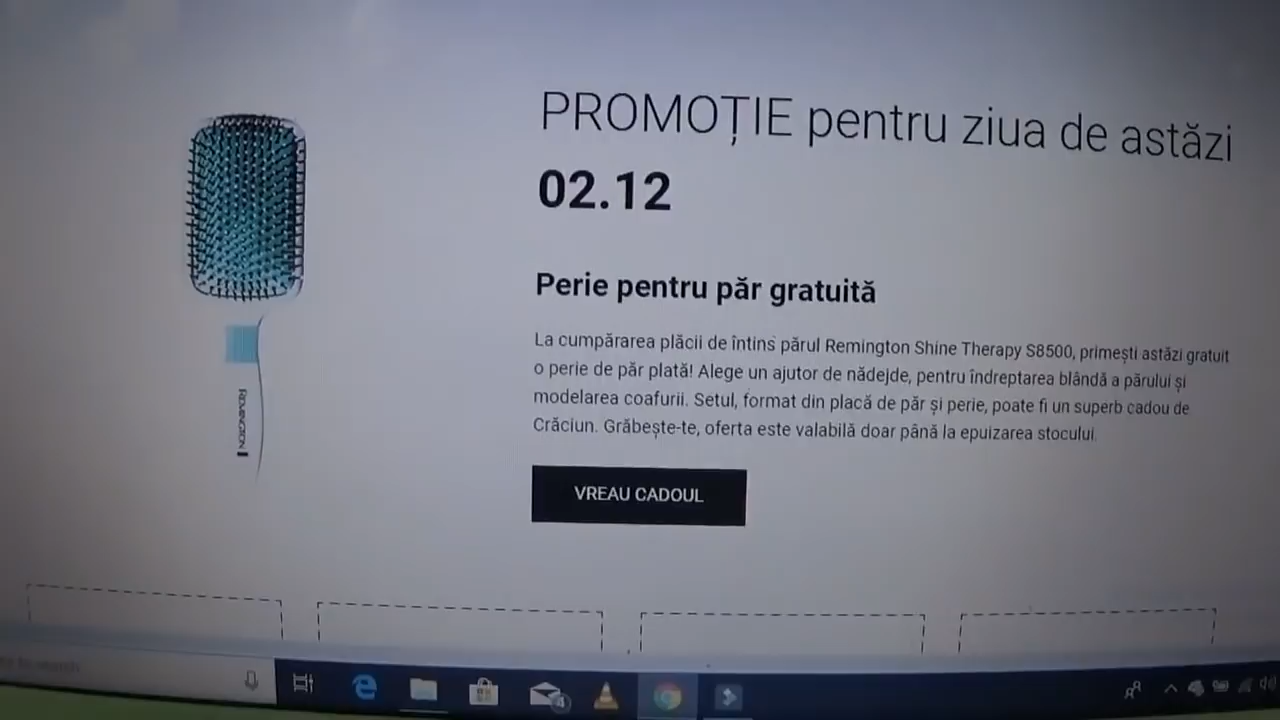 PROMOȚIE pentru ziua de astăzi
02.12
Perie pentru păr gratuită
La cumpărarea plăcii de întins părul Remington Shine Therapy S8500, primești astăzi gratuit
o perie de păr plată! Alege un ajutor de nădejde, pentru îndreptarea blândă a părului și
modelarea coafurii. Setul, format din placă de păr și perie, poate fi un superb cadou de
Crăciun. Grăbește-te, oferta este valabilă doar până la epuizarea stocului.
VREAU CADOUL
REMINGTON
4